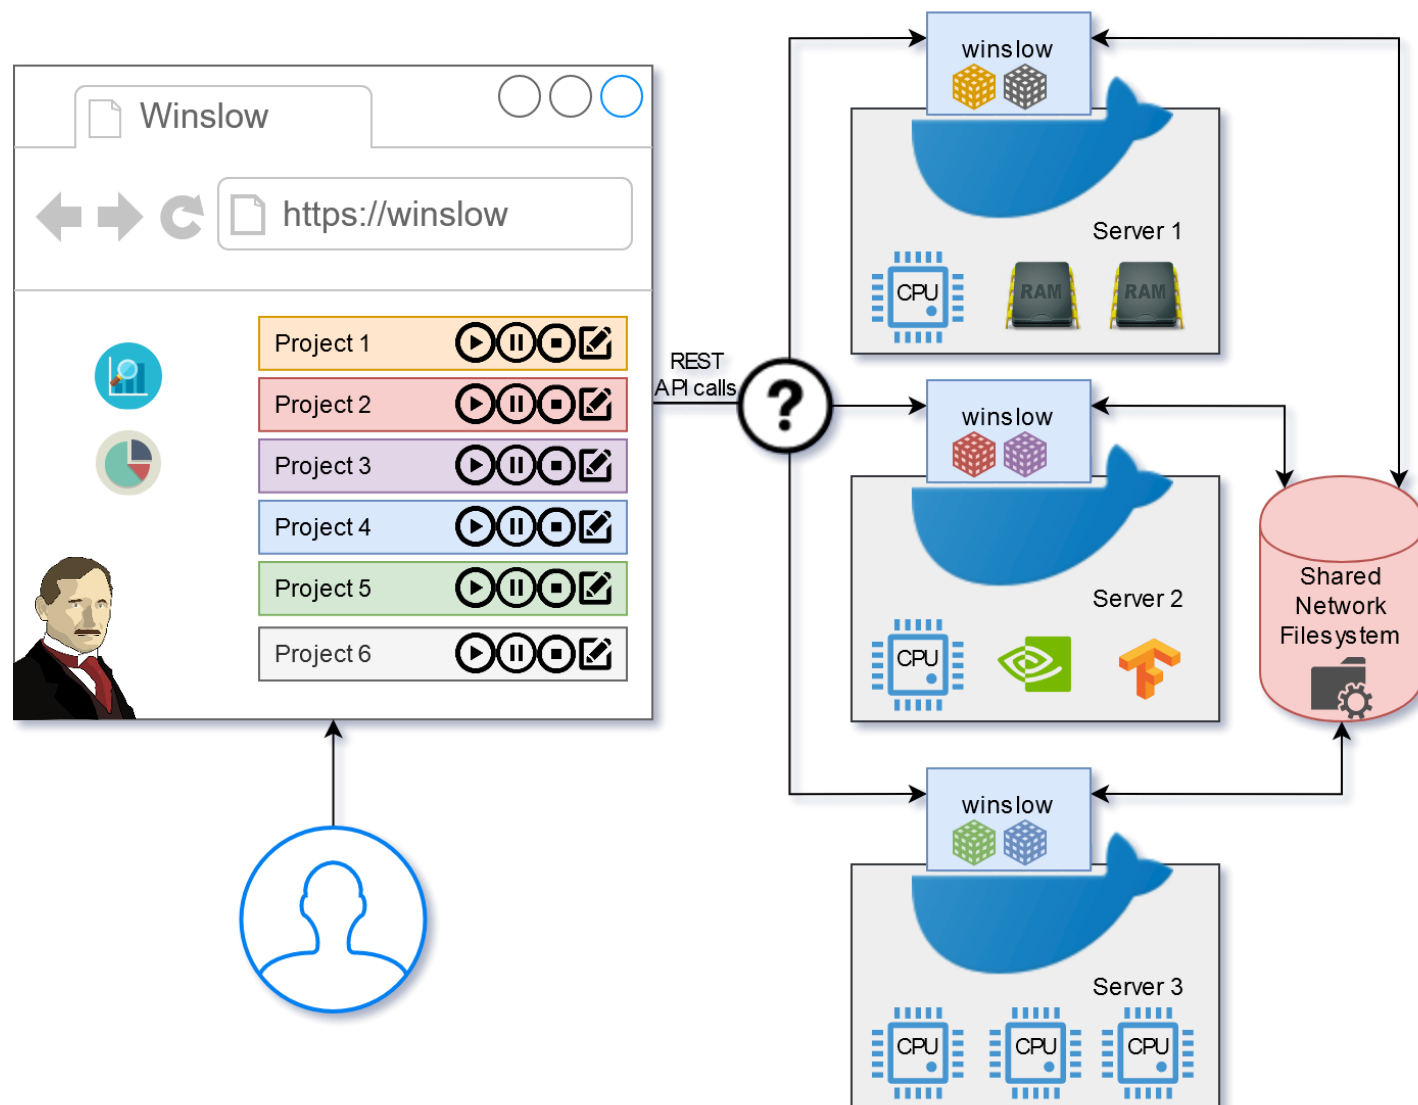 Winslow
https://winslow
Project 1
Project 2
Project 3
Project 4
Project 5
Project 6
REST
API calls
?
winslow
Server 1
CPU
RAM
RAM
winslow
Server 2
CPU
Shared
Network
Filesystem
winslow
Server 3
CPU
CPU
CPU